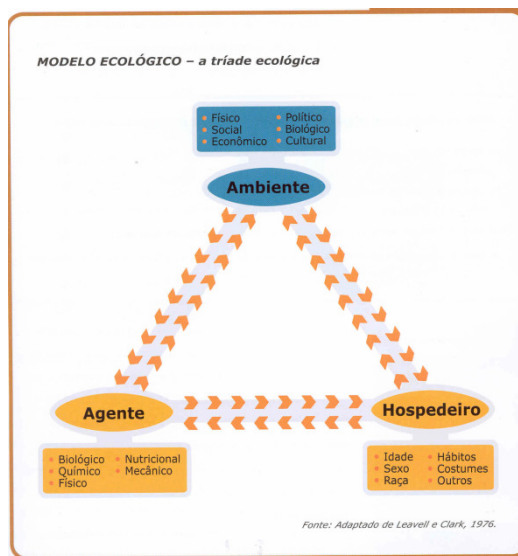 MODELO ECOLÓGICO – a tríade ecológica
• Físico • Político
• Social • Biológico
• Econômico • Cultural
Ambiente
Agente
Hospedeiro
• Biológico • Nutricional
• Químico • Mecânico
• Físico
• Idade • Hábitos
• Sexo • Costumes
• Raça • Outros
Fonte: Adaptado de Leavell e Clark, 1976.